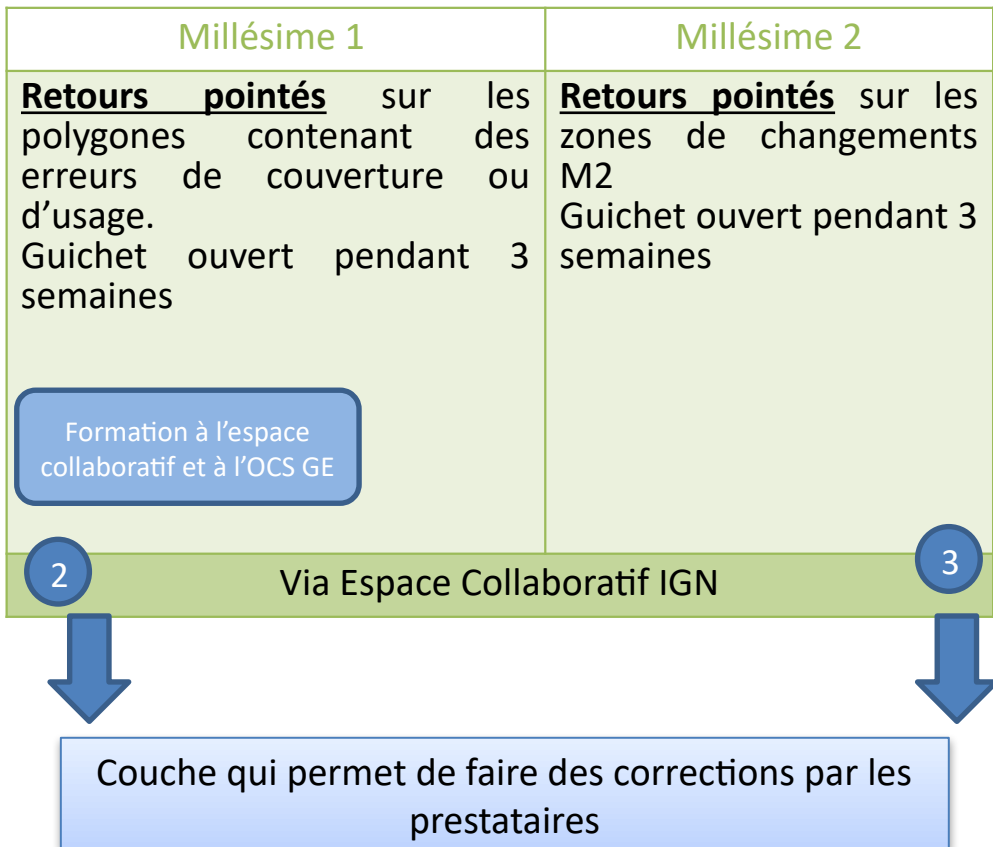 Millésime 1
Retours pointés sur les
polygones contenant des
erreurs de couverture ou
d'usage.
Guichet ouvert pendant 3
semaines
Formation à l'espace
collaboratif et à l'OCS GE
Millésime 2
Retours pointés sur les
zones de changements
M2
Guichet ouvert pendant 3
semaines
2
Via Espace Collaboratif IGN
3
Couche qui permet de faire des corrections par les
prestataires